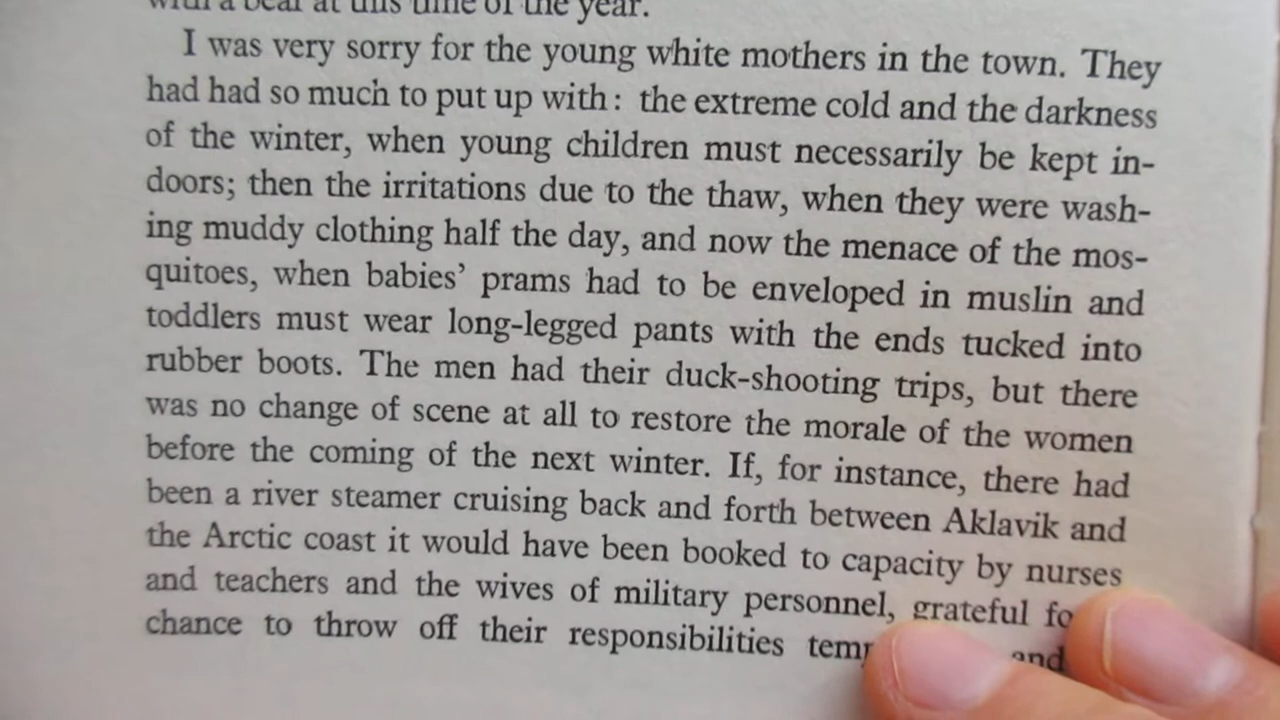 with a bear at this time of the year.
I was very sorry for the young white mothers in the town. They
had had so much to put up with: the extreme cold and the darkness
of the winter, when young children must necessarily be kept in-
doors; then the irritations due to the thaw, when they were wash-
ing muddy clothing half the day, and now the menace of the mos-
quitoes, when babies' prams had to be enveloped in muslin and
toddlers must wear long-legged pants with the ends tucked into
rubber boots. The men had their duck-shooting trips, but there
was no change of scene at all to restore the morale of the women
before the coming of the next winter. If, for instance, there had
been a river steamer cruising back and forth between Aklavik and
the Arctic coast it would have been booked to capacity by nurses
and teachers and the wives of military personnel, grateful
chance to throw off their responsibilities and